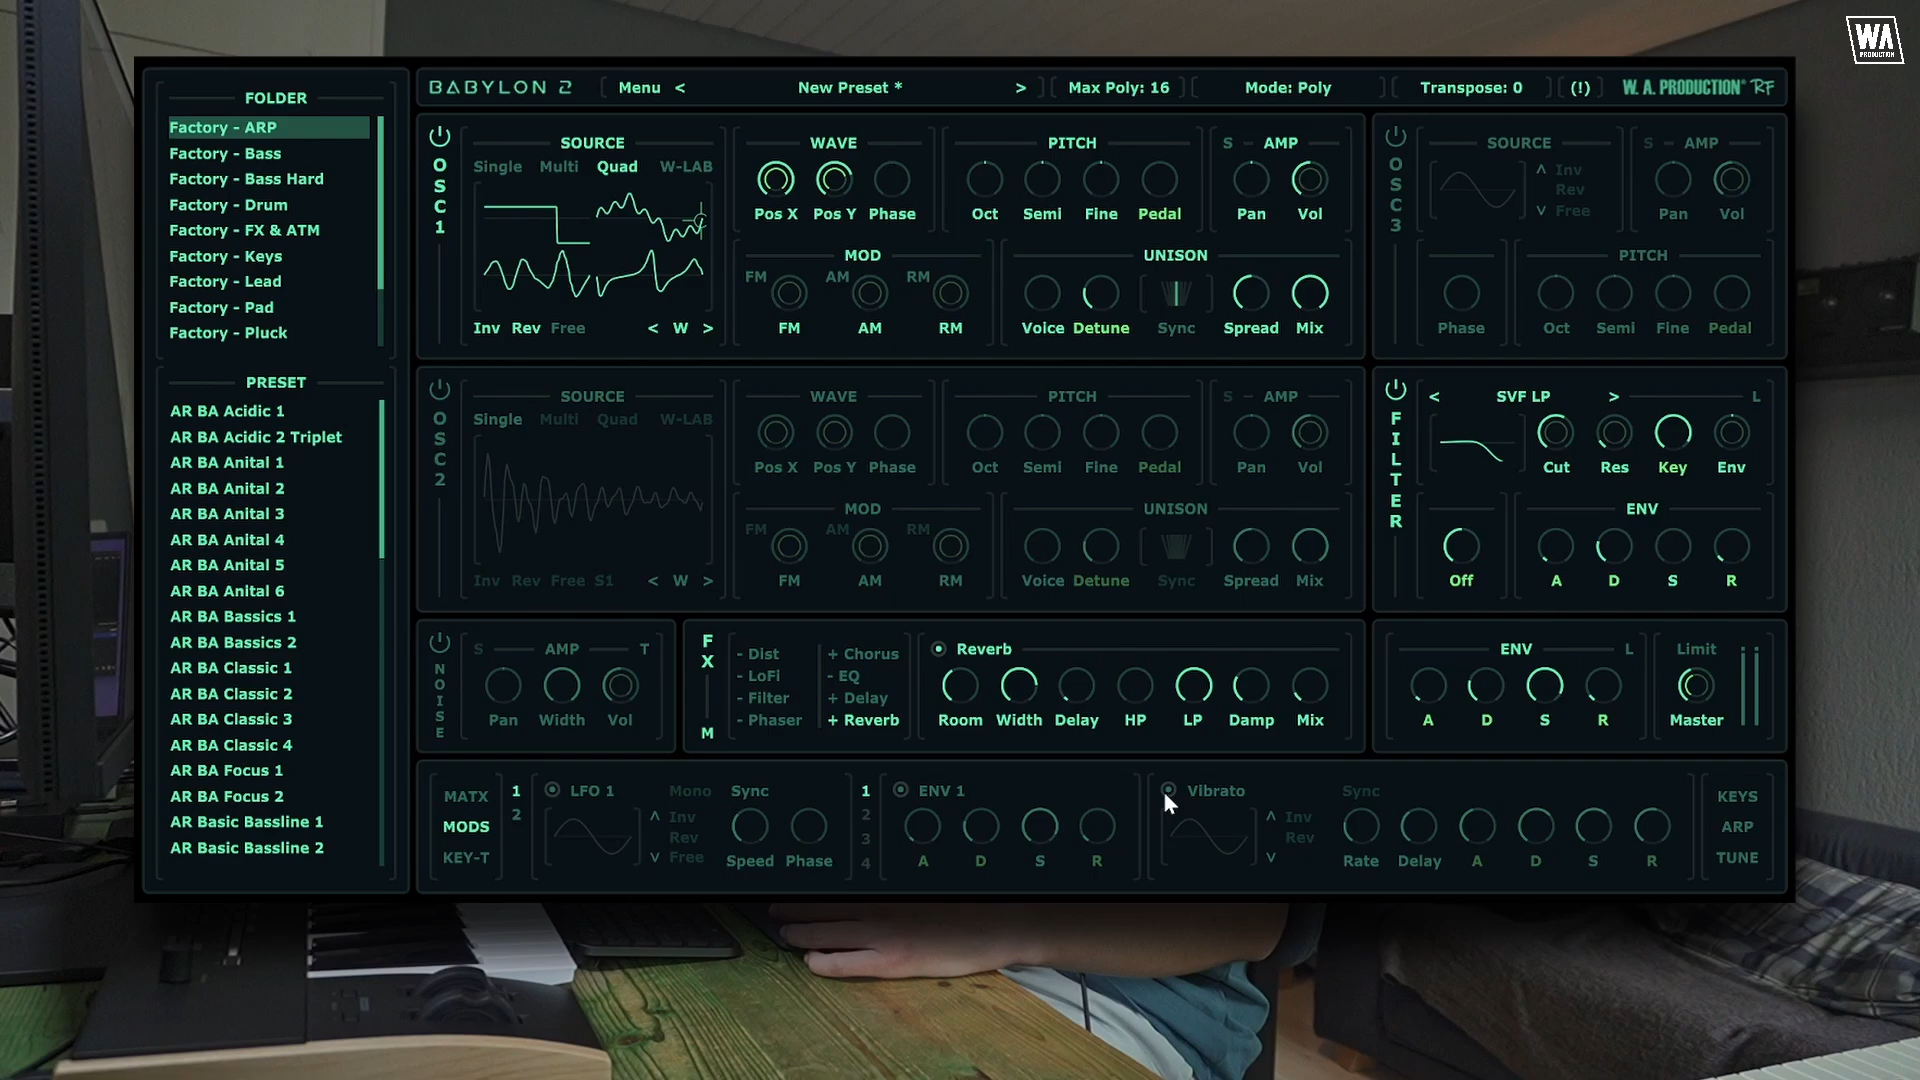 WA
PRODUCTION
FOLDER
Factory - ARP
Factory - Bass
Factory - Bass Hard
Factory - Drum
Factory - FX & ATM
Factory - Keys
Factory - Lead
Factory - Pad
Factory - Pluck
PRESET
AR BA Acidic 1
AR BA Acidic 2 Triplet
AR BA Anital 1
AR BA Anital 2
AR BA Anital 3
AR BA Anital 4
AR BA Anital 5
AR BA Anital 6
AR BA Bassics 1
AR BA Bassics 2
AR BA Classic 1
AR BA Classic 2
AR BA Classic 3
AR BA Classic 4
AR BA Focus 1
AR BA Focus 2
AR Basic Bassline 1
AR Basic Bassline 2
BABYLON 2 Menu < New Preset * > Max Poly: 16 Mode: Poly Transpose: 0 (!) W. A. PRODUCTION® RF
OSC1
SOURCE
Single Multi Quad W-LAB
Inv Rev Free < W >
WAVE
Pos X Pos Y Phase
PITCH
Oct Semi Fine Pedal
S AMP
Pan Vol
MOD
FM AM RM
FM AM RM
UNISON
Voice Detune Sync Spread Mix
OSC3
SOURCE
Inv
Rev
Free
S AMP
Pan Vol
Phase
PITCH
Oct Semi Fine Pedal
OSC2
SOURCE
Single Multi Quad W-LAB
Inv Rev Free S1 < W >
WAVE
Pos X Pos Y Phase
PITCH
Oct Semi Fine Pedal
S AMP
Pan Vol
MOD
FM AM RM
FM AM RM
UNISON
Voice Detune Sync Spread Mix
FILTER
< SVF LP > L
Cut Res Key Env
Off
ENV
A D S R
NOISE
S AMP T
Pan Width Vol
FX
M
- Dist + Chorus
- LoFi - EQ
- Filter + Delay
- Phaser + Reverb
Reverb
Room Width Delay HP LP Damp Mix
ENV L
A D S R
Limit
Master
MATX
MODS
KEY-T
1
2
LFO 1 Mono Sync
Inv
Rev
Free
Speed Phase
1
2
3
4
ENV 1
A D S R
Vibrato Sync
Inv
Rev
Rate Delay A D S R
KEYS
ARP
TUNE